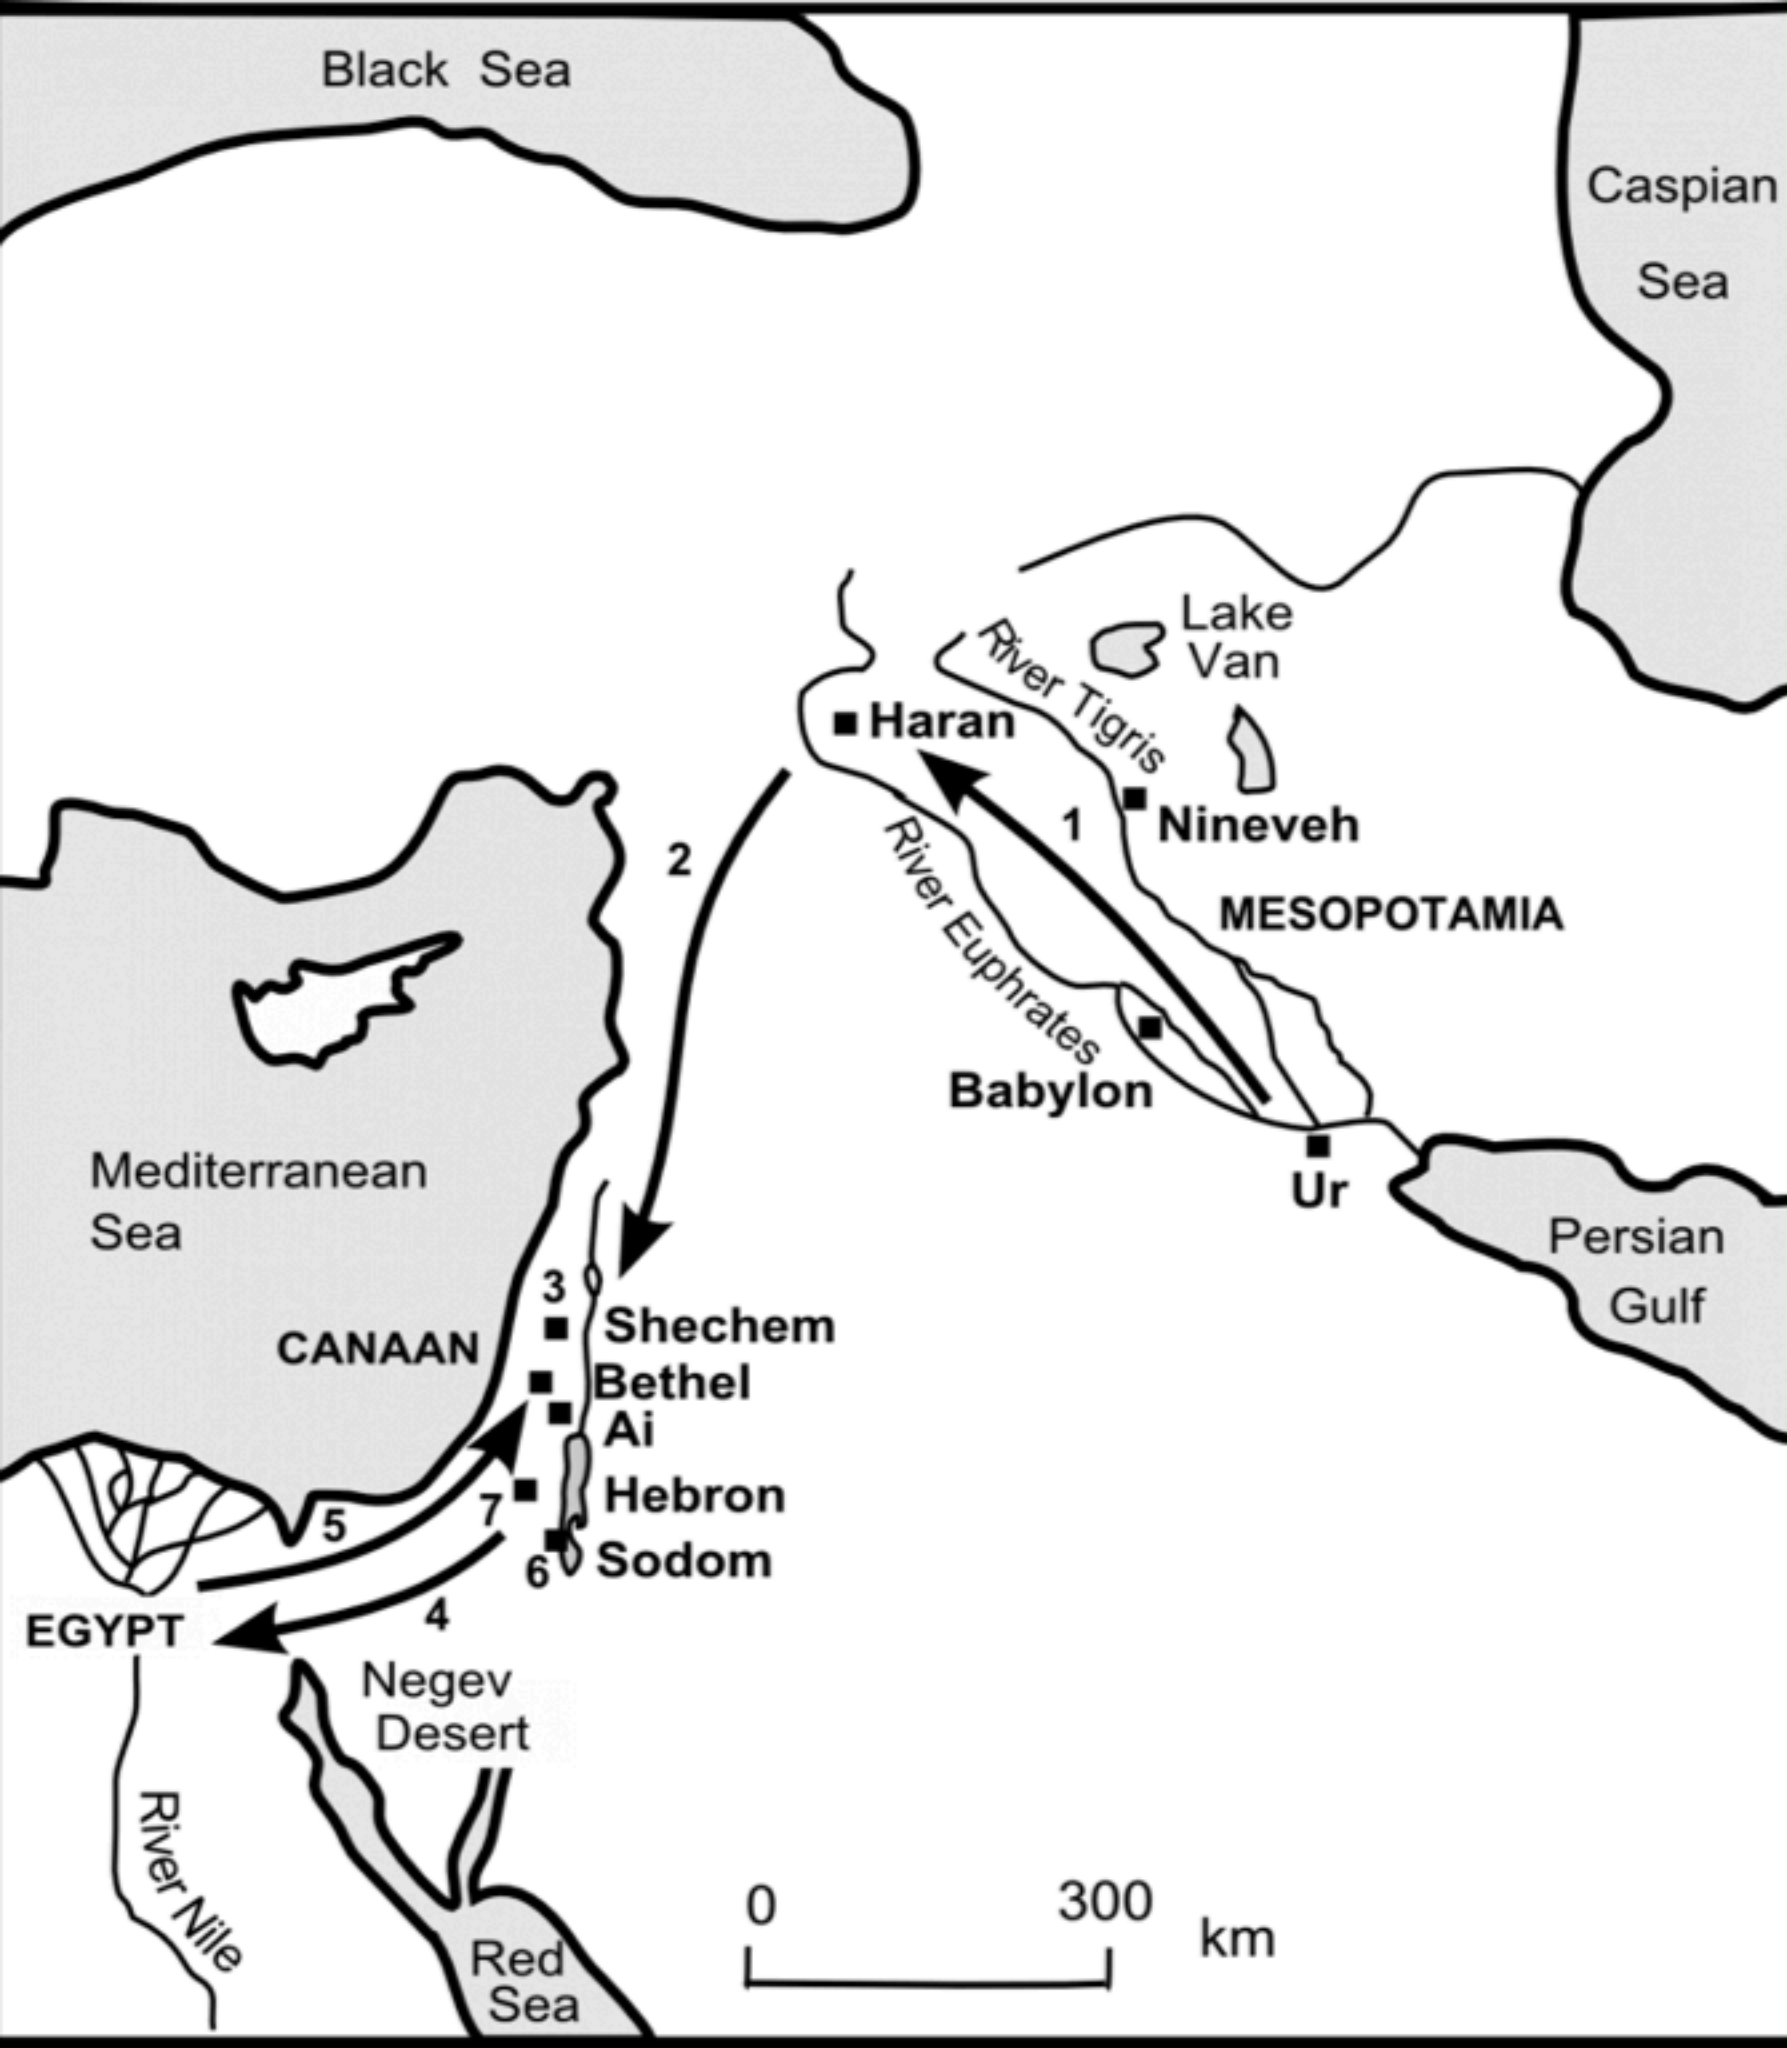 Black Sea
Caspian
Sea
Lake
Van
River Tigris
Haran
1
Nineveh
2
River Euphrates
MESOPOTAMIA
Babylon
Mediterranean
Sea
Ur
Persian
Gulf
3
Shechem
CANAAN
Bethel
Ai
Hebron
7
5
Sodom
6
4
EGYPT
Negev
Desert
River Nile
0 300 km
Red
Sea